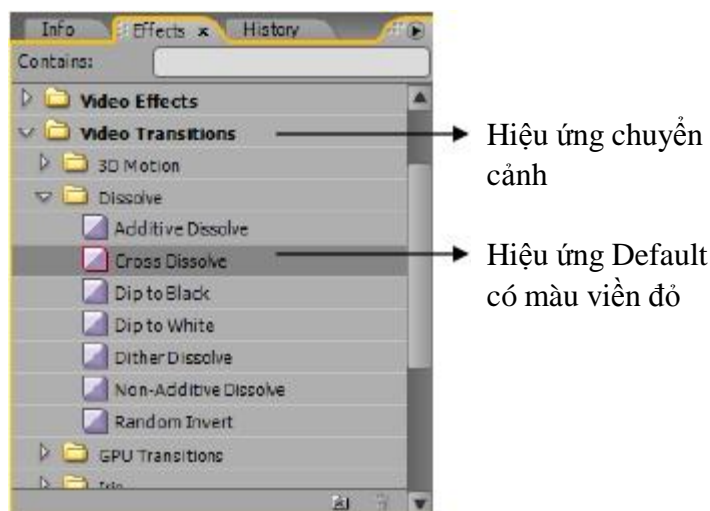 Info Effects x History
Contains:
Video Effects
Video Transitions
3D Motion
Dissolve
Additive Dissolve
Cross Dissolve
Dip to Black
Dip to White
Dither Dissolve
Non-Additive Dissolve
Random Invert
GPU Transitions
Hiệu ứng chuyển
cảnh
Hiệu ứng Default
có màu viền đỏ